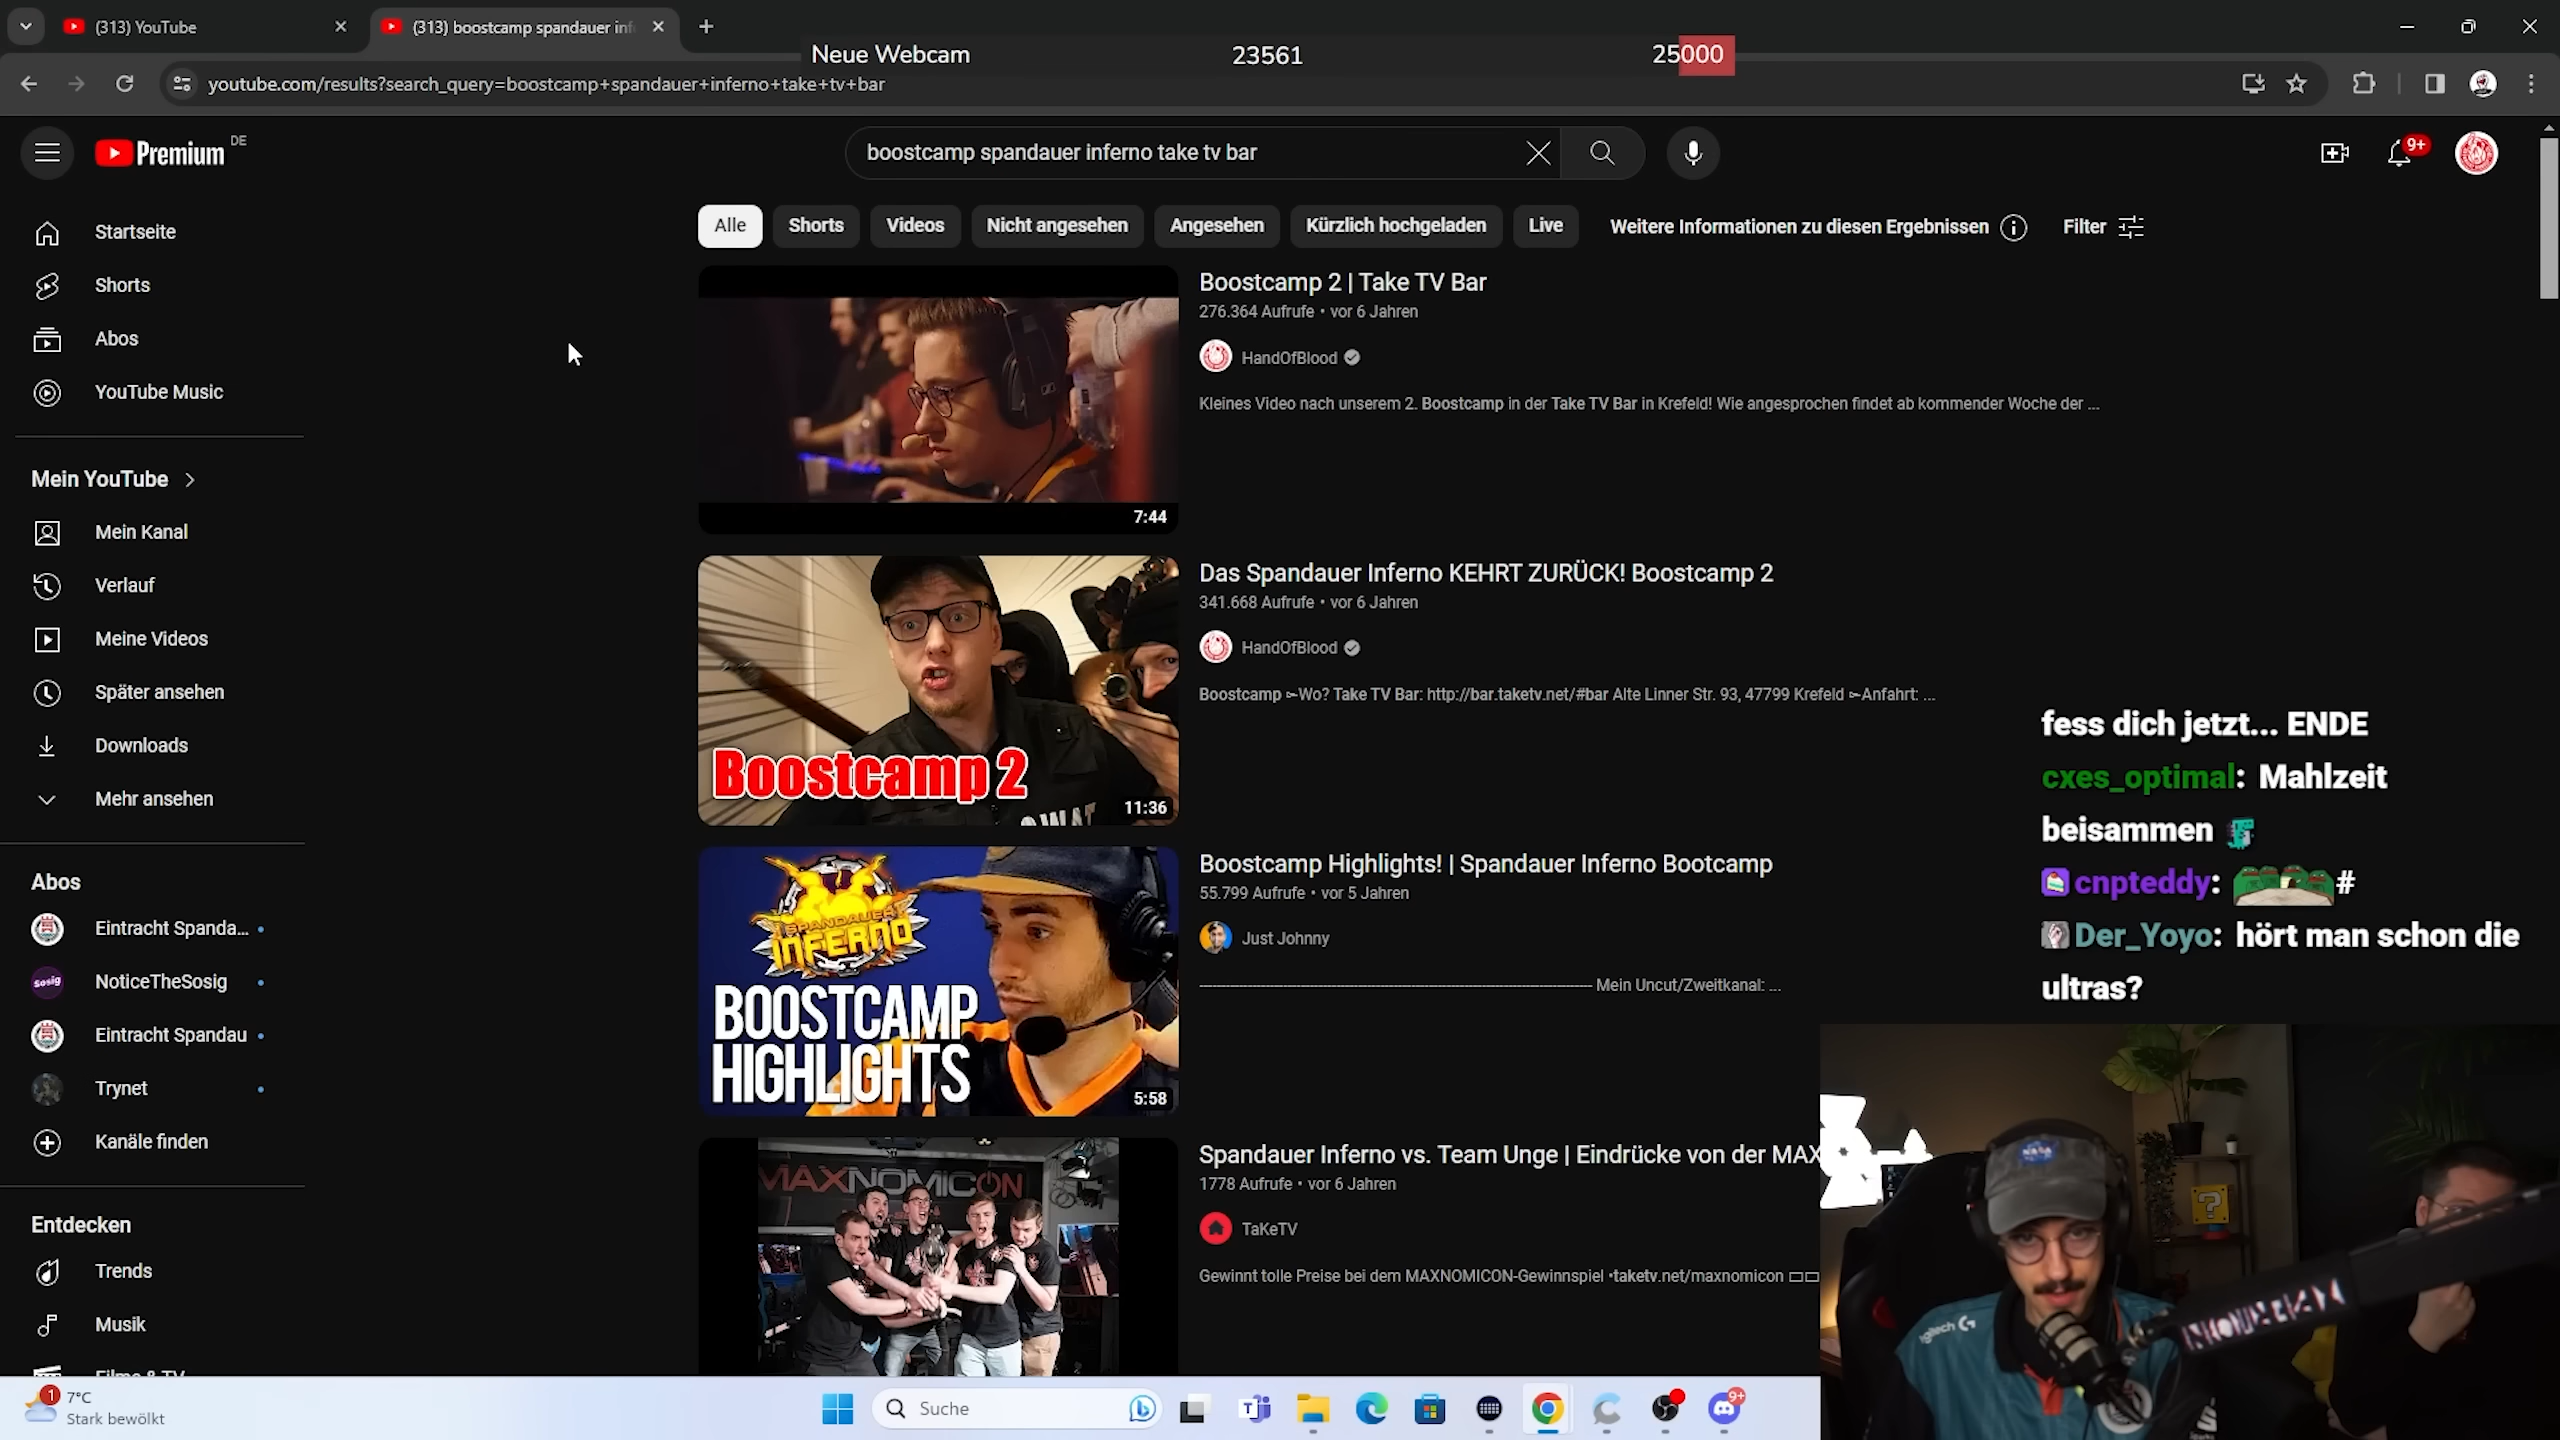 (313) YouTube
(313) boostcamp spandauer inf
Neue Webcam 23561 25000
youtube.com/results?search_query=boostcamp+spandauer+inferno+take+tv+bar
Premium DE
boostcamp spandauer inferno take tv bar
9+
Alle Shorts Videos Nicht angesehen Angesehen Kürzlich hochgeladen Live Weitere Informationen zu diesen Ergebnissen Filter
Startseite
Shorts
Abos
YouTube Music
Mein YouTube
Mein Kanal
Verlauf
Meine Videos
Später ansehen
Downloads
Mehr ansehen
Abos
Eintracht Spanda...
Sosig NoticeTheSosig
Eintracht Spandau
Trynet
Kanäle finden
Entdecken
Trends
Musik
Filme & TV
7:44
Boostcamp 2 | Take TV Bar
276.364 Aufrufe • vor 6 Jahren
HandOfBlood
Kleines Video nach unserem 2. Boostcamp in der Take TV Bar in Krefeld! Wie angesprochen findet ab kommender Woche der ...
Boostcamp 2
11:36
Das Spandauer Inferno KEHRT ZURÜCK! Boostcamp 2
341.668 Aufrufe • vor 6 Jahren
HandOfBlood
Boostcamp ➛Wo? Take TV Bar: http://bar.taketv.net/#bar Alte Linner Str. 93, 47799 Krefeld ➛Anfahrt: ...
SPANDAUER
INFERNO
BOOSTCAMP
HIGHLIGHTS
5:58
Boostcamp Highlights! | Spandauer Inferno Bootcamp
55.799 Aufrufe • vor 5 Jahren
Just Johnny
Mein Uncut/Zweitkanal: ...
MAXNOMICON
Spandauer Inferno vs. Team Unge | Eindrücke von der MAX
1778 Aufrufe • vor 6 Jahren
TaKeTV
Gewinnt tolle Preise bei dem MAXNOMICON-Gewinnspiel •taketv.net/maxnomicon
fess dich jetzt... ENDE
cxes_optimal: Mahlzeit
beisammen
cnpteddy: #
Der_Yoyo: hört man schon die
ultras?
NASA
logitech G
1
7°C
Stark bewölkt
Suche
9+